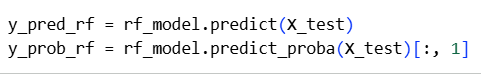 y_pred_rf = rf_model.predict(X_test)
y_prob_rf = rf_model.predict_proba(X_test)[:, 1]